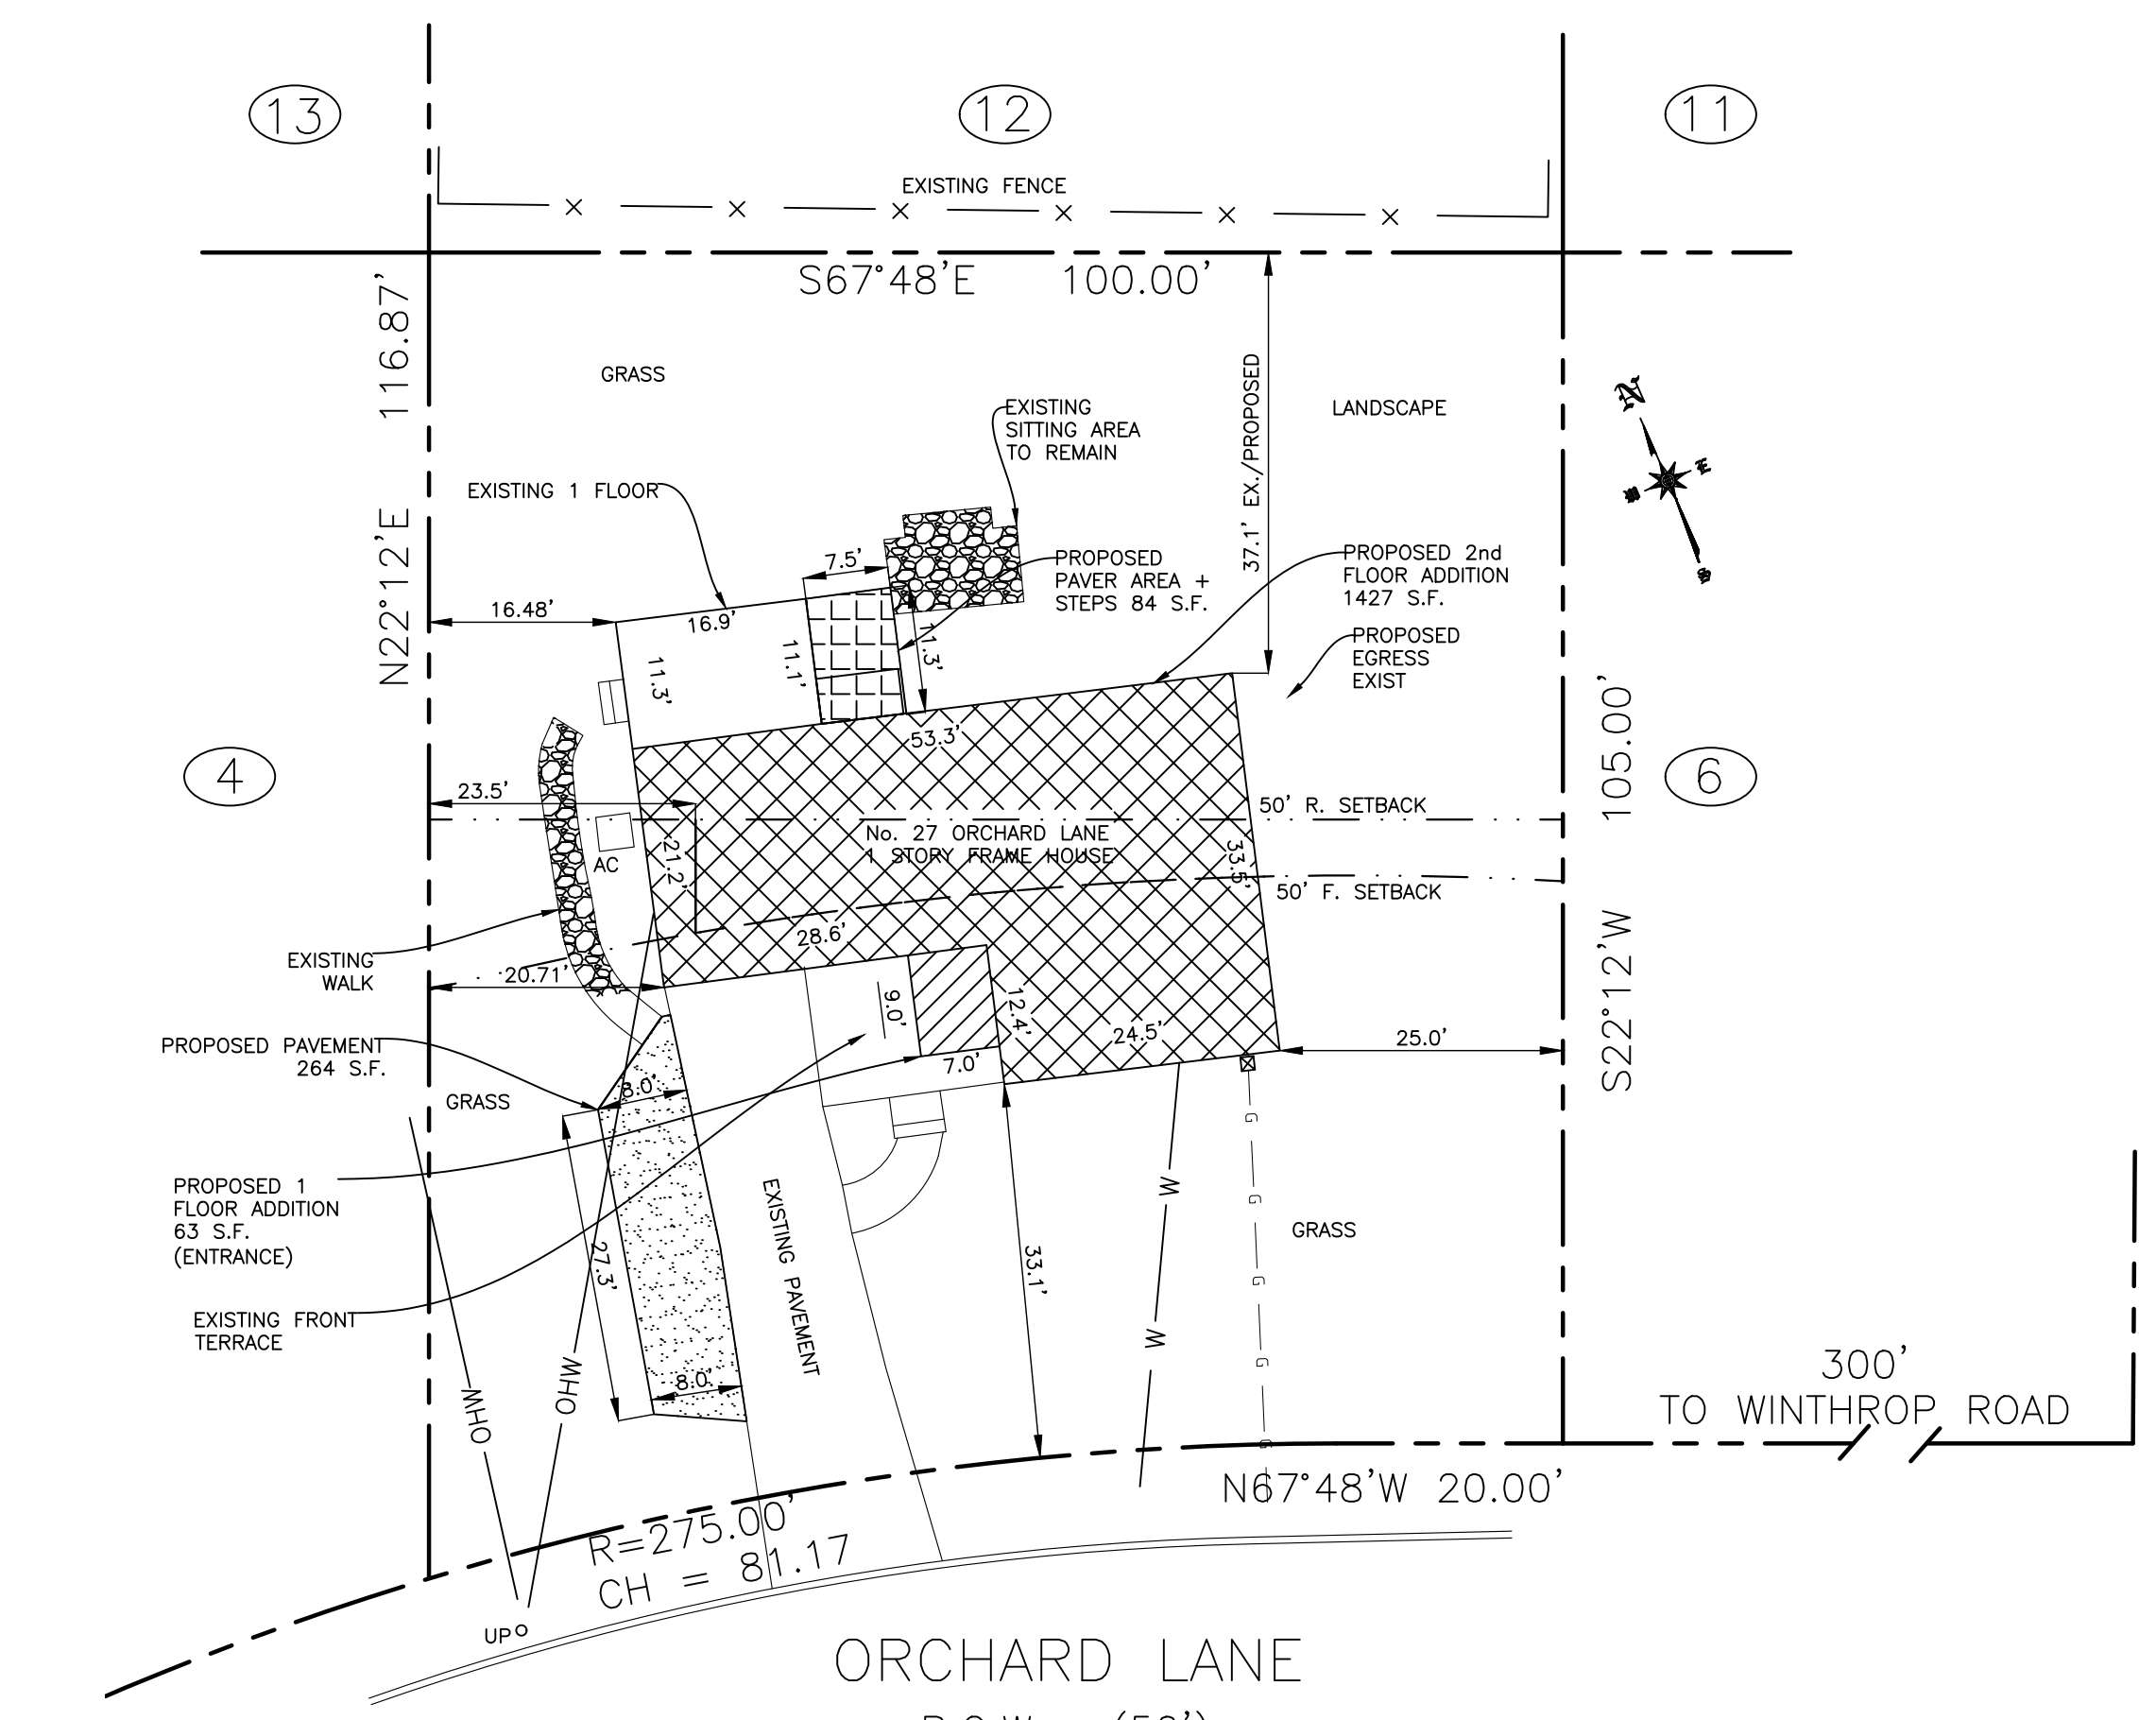 13
12
11
EXISTING FENCE
S67°48'E 100.00'
116.87'
N22°12'E
GRASS
EXISTING
SITTING AREA
TO REMAIN
37.1' EX./PROPOSED
LANDSCAPE
N
E
W
S
EXISTING 1 FLOOR
7.5'
PROPOSED
PAVER AREA +
STEPS 84 S.F.
PROPOSED 2nd
FLOOR ADDITION
1427 S.F.
16.48'
16.9'
11.3'
11.1'
11.3'
PROPOSED
EGRESS
EXIST
105.00'
S22°12'W
53.3'
4
6
23.5'
50' R. SETBACK
No. 27 ORCHARD LANE
1 STORY FRAME HOUSE
AC
21.2'
33.5'
50' F. SETBACK
28.6'
EXISTING
WALK
20.71'
9.0'
12.4'
24.5'
25.0'
PROPOSED PAVEMENT
264 S.F.
7.0'
8.0'
GRASS
G
PROPOSED 1
FLOOR ADDITION
63 S.F.
(ENTRANCE)
W
G
EXISTING PAVEMENT
GRASS
27.3'
33.1'
G
EXISTING FRONT
TERRACE
W
G
8.0'
OHW
OHW
300'
TO WINTHROP ROAD
G
N67°48'W 20.00'
R=275.00'
CH = 81.17
UP
ORCHARD LANE
R.O.W. (50')